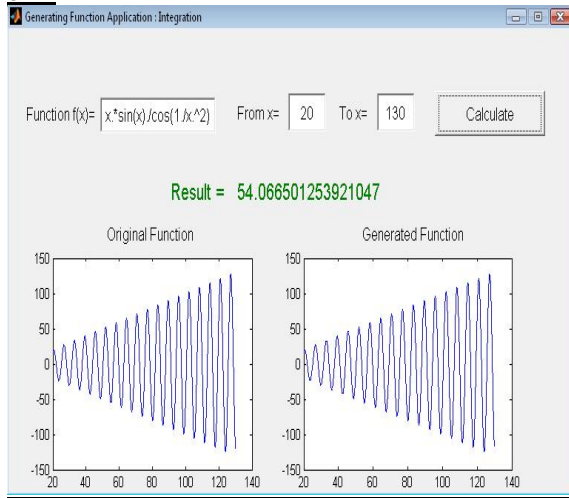 Generating Function Application : Integration
Function f(x)= x.*sin(x)./cos(1./x.^2) From x= 20 To x= 130 Calculate
Result = 54.066501253921047
Original Function Generated Function
150 150
100 100
50 50
0 0
-50 -50
-100 -100
-150 -150
20 40 60 80 100 120 140 20 40 60 80 100 120 140